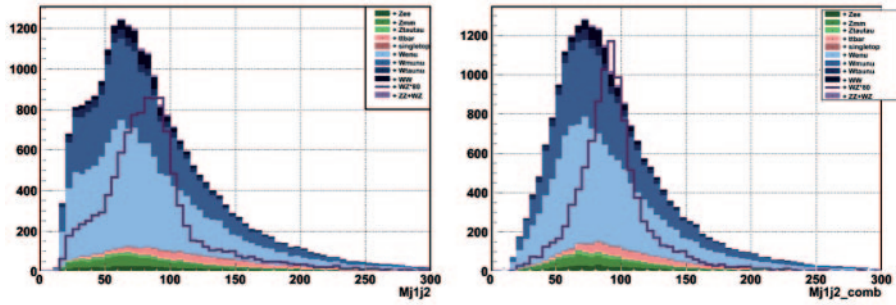 1200
1000
800
600
400
200
0
0 50 100 150 200 250 300
Mj1j2
+ Zee
+ Zmm
+ Ztautau
+ ttbar
+ singletop
+ Wenu
+ Wmunu
+ Wtaunu
+ WW
+ WZ*80
+ ZZ+WZ
1200
1000
800
600
400
200
0
0 50 100 150 200 250 300
Mj1j2_comb
+ Zee
+ Zmm
+ Ztautau
+ ttbar
+ singletop
+ Wenu
+ Wmunu
+ Wtaunu
+ WW
+ WZ*80
+ ZZ+WZ